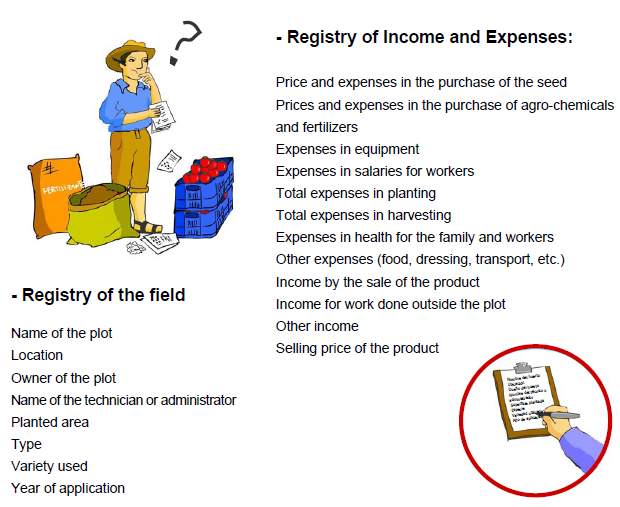 ?
- Registry of Income and Expenses:
Price and expenses in the purchase of the seed
Prices and expenses in the purchase of agro-chemicals
and fertilizers
Expenses in equipment
Expenses in salaries for workers
Total expenses in planting
Total expenses in harvesting
Expenses in health for the family and workers
Other expenses (food, dressing, transport, etc.)
Income by the sale of the product
Income for work done outside the plot
Other income
Selling price of the product
- Registry of the field
Name of the plot
Location
Owner of the plot
Name of the technician or administrator
Planted area
Type
Variety used
Year of application